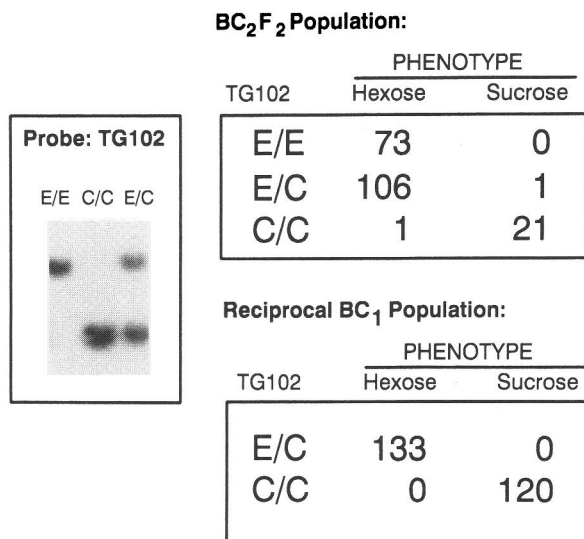 BC2F2 Population:
PHENOTYPE
TG102 Hexose Sucrose
E/E 73 0
E/C 106 1
C/C 1 21
Probe: TG102
E/E C/C E/C
Reciprocal BC1 Population:
PHENOTYPE
TG102 Hexose Sucrose
E/C 133 0
C/C 0 120